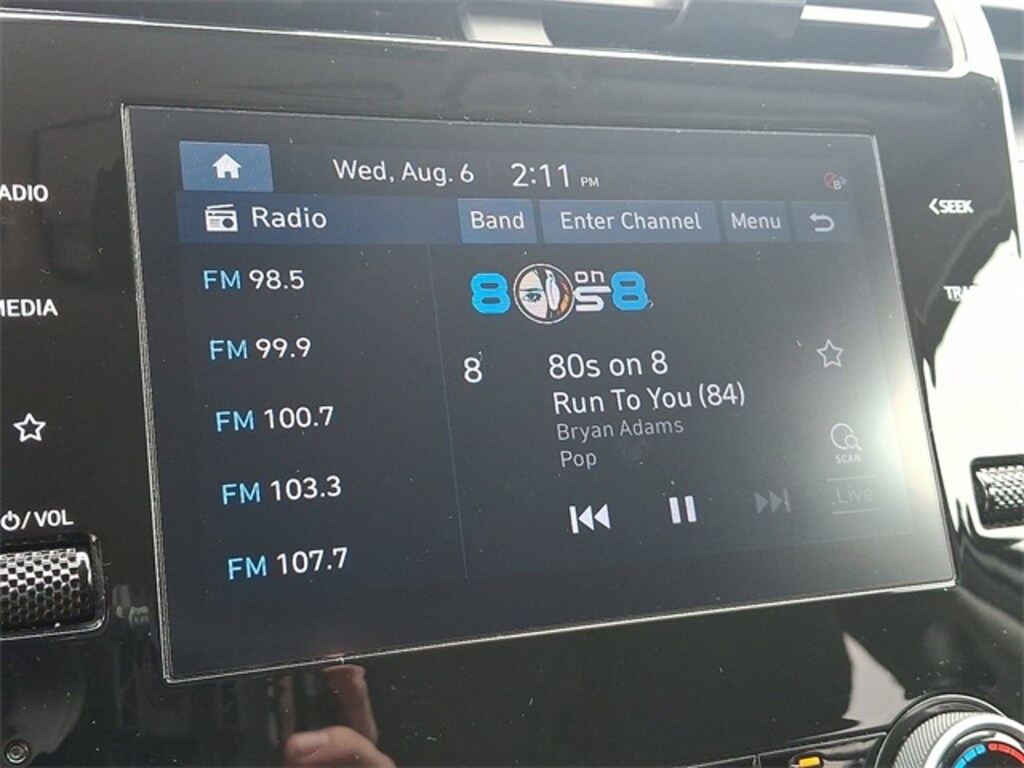 Wed, Aug. 6 2:11 PM
B
Radio Band Enter Channel Menu
ADIO
<SEEK
FM 98.5
8 on 8
s
MEDIA
FM 99.9
8 80s on 8
Run To You (84)
Bryan Adams
Pop
FM 100.7
SCAN
FM 103.3
Live
/VOL
FM 107.7